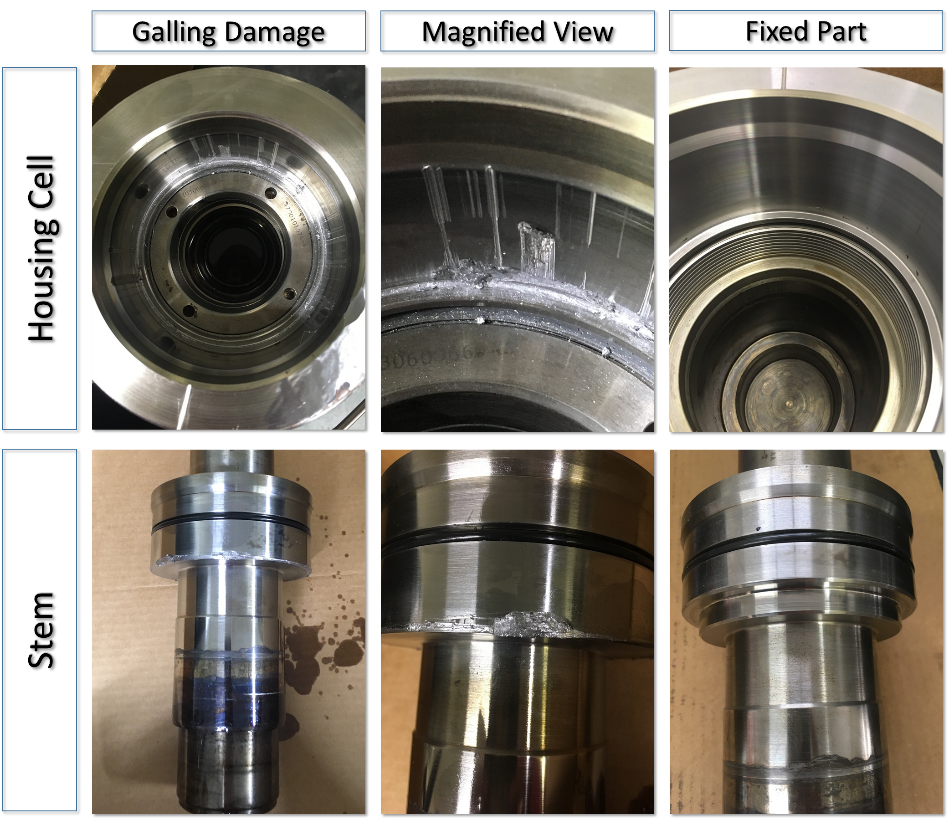 Galling Damage
Magnified View
Fixed Part
Housing Cell
Stem